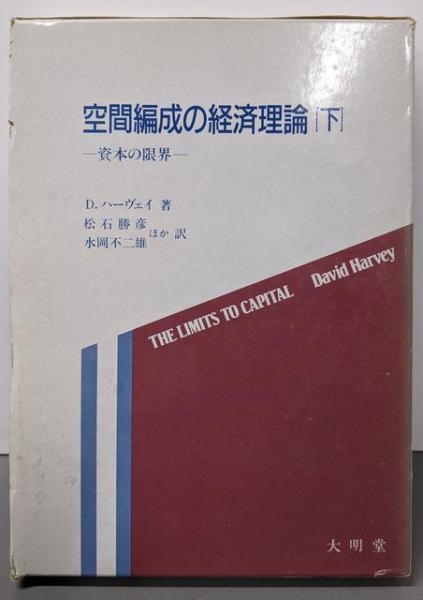 空間編成の経済理論[下]
—資本の限界—
D. ハーヴェイ 著
松石勝彦
水岡不二雄 ほか 訳
THE LIMITS TO CAPITAL David Harvey
大明堂